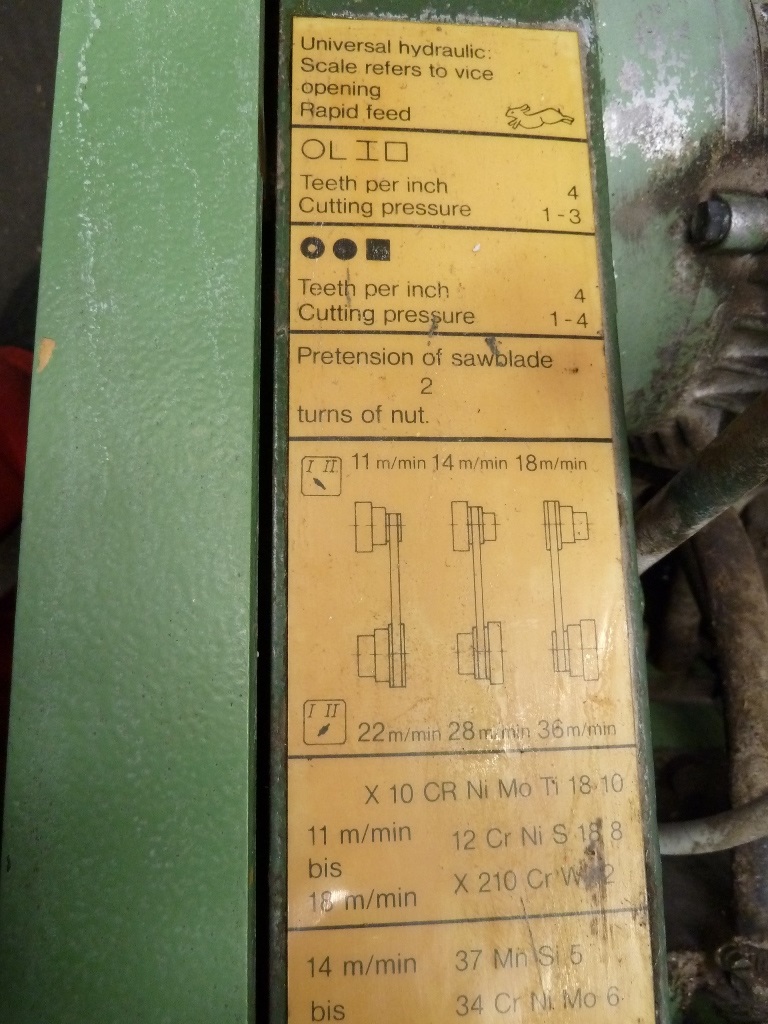 Universal hydraulic:
Scale refers to vice
opening
Rapid feed
Teeth per inch 4
Cutting pressure 1-3
Teeth per inch 4
Cutting pressure 1-4
Pretension of sawblade
2
turns of nut.
I II 11 m/min 14 m/min 18 m/min
I II 22 m/min 28 m/min 36 m/min
X 10 CR Ni Mo Ti 18 10
11 m/min 12 Cr Ni S 18 8
bis
18 m/min X 210 Cr
14 m/min 37 Mn Si 5
bis 34 Cr Ni Mo 6